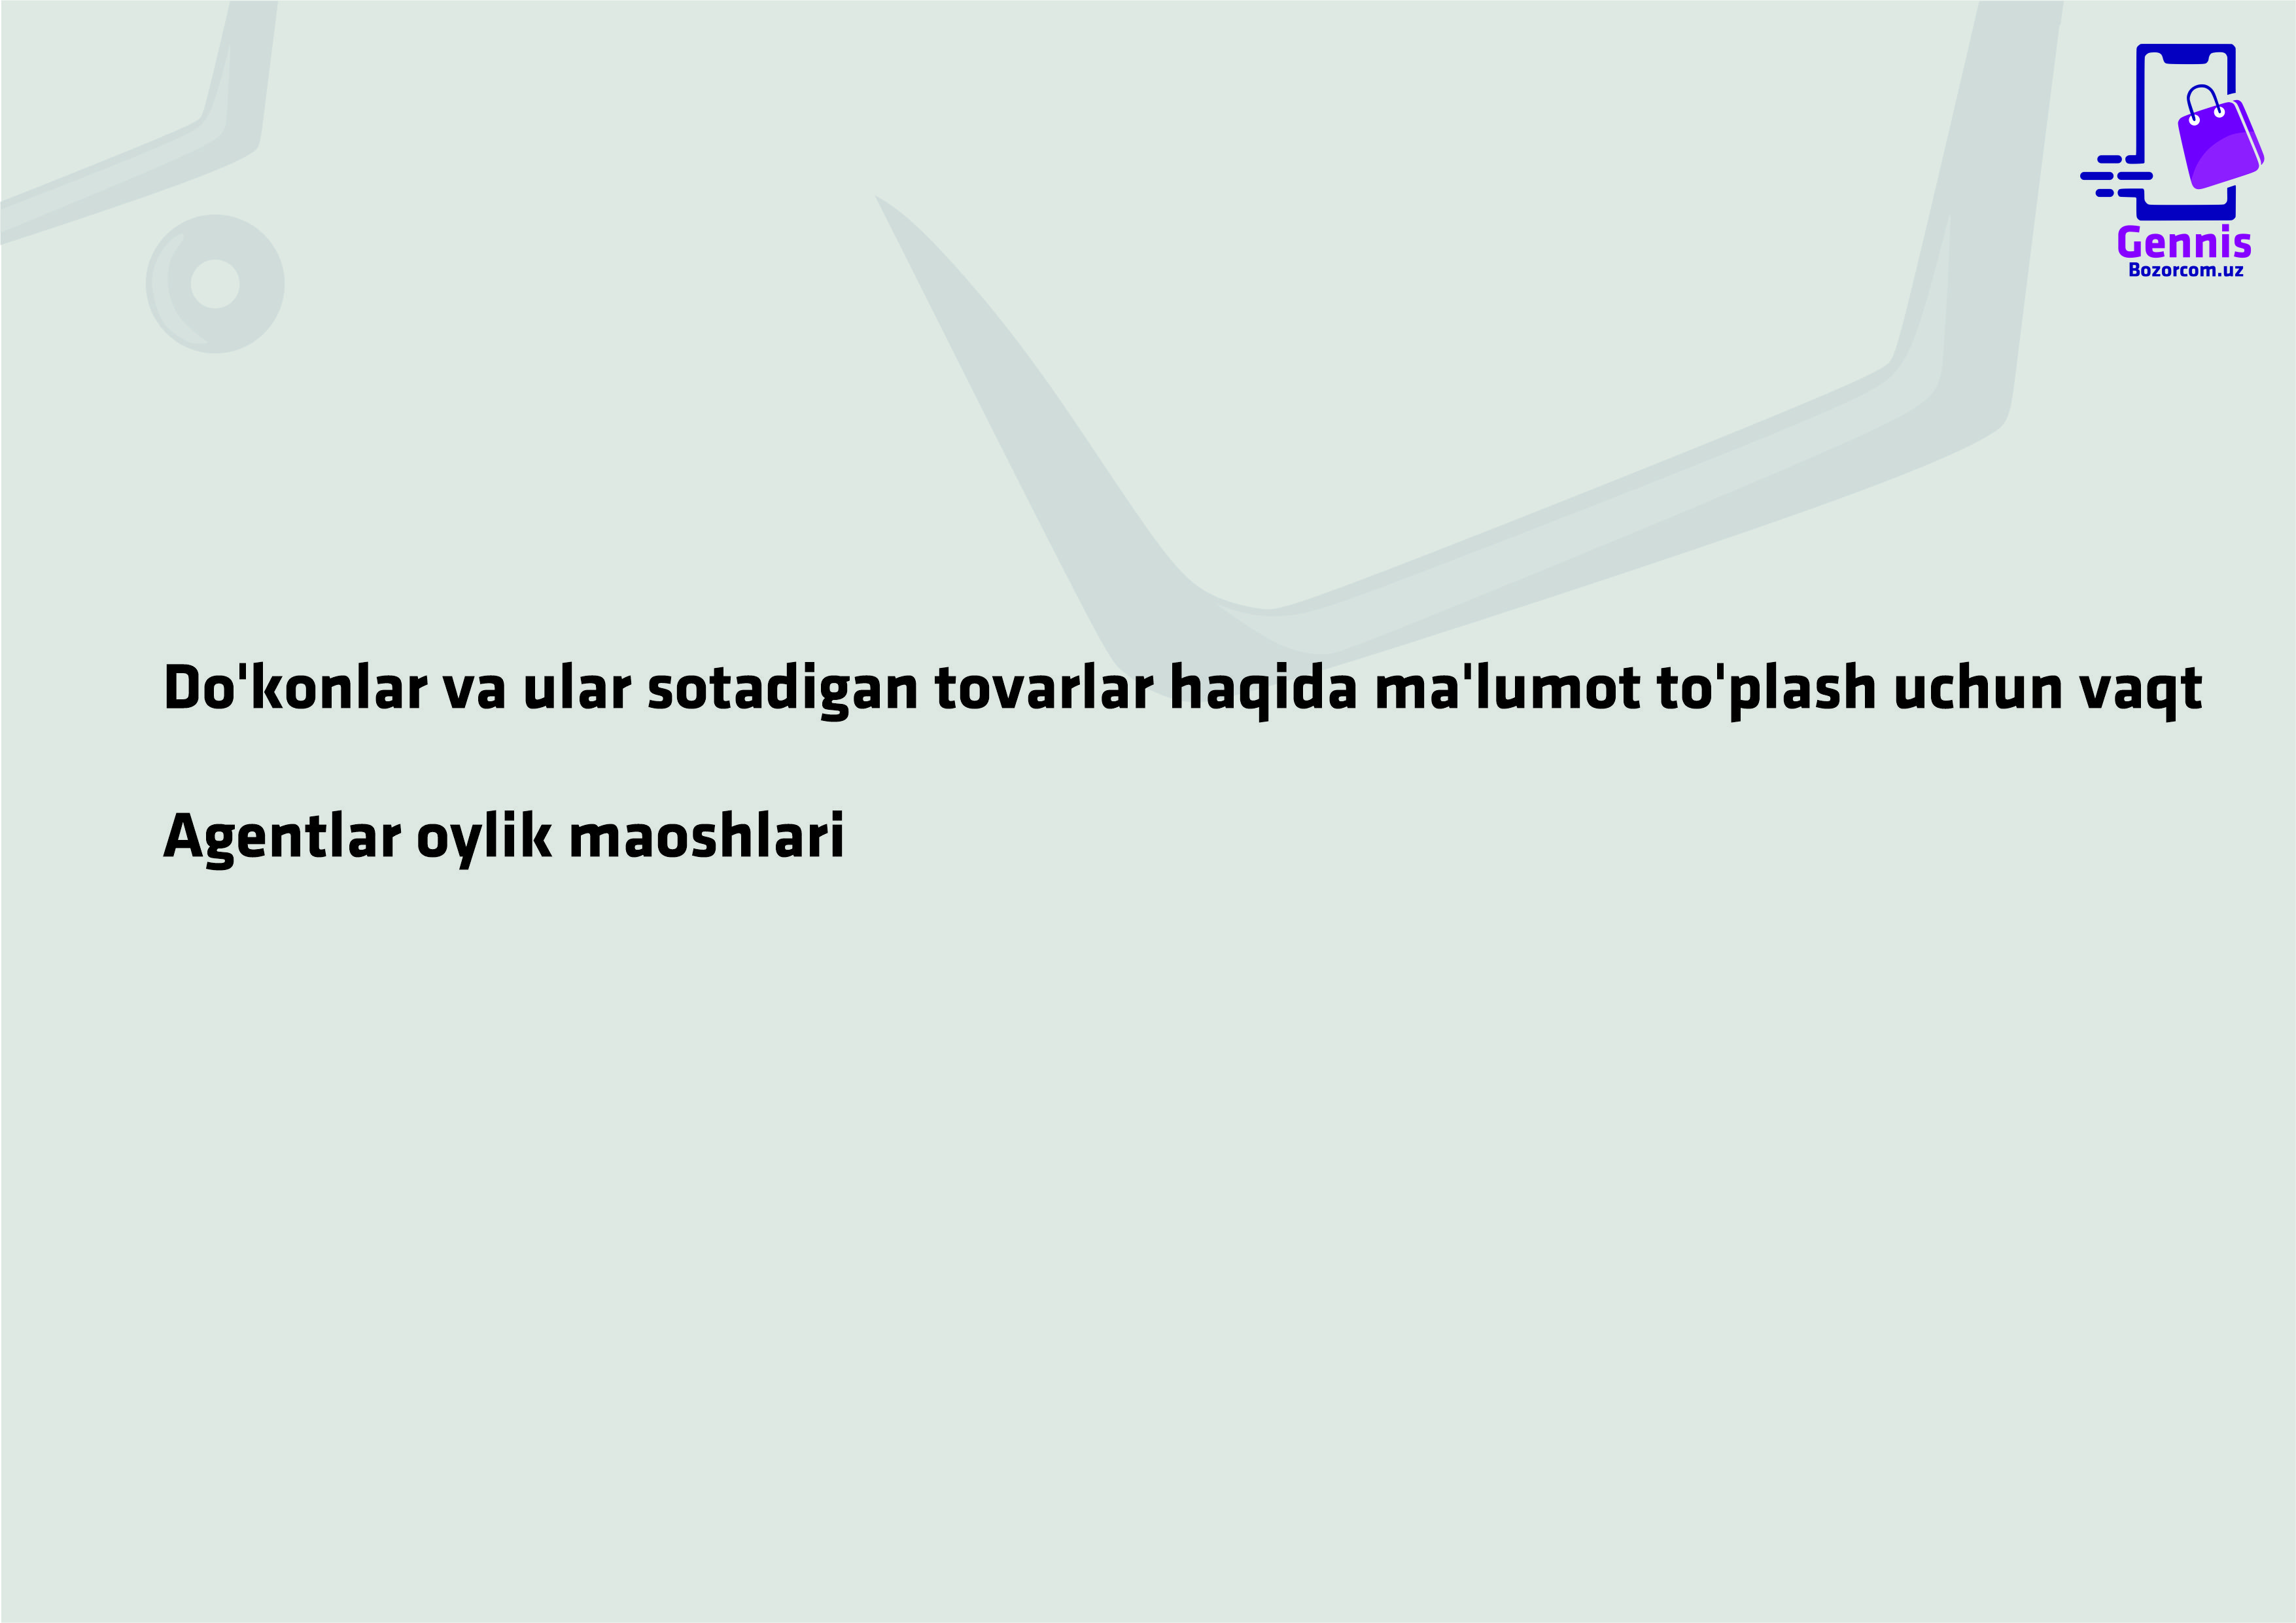 Gennis
Bozorcom.uz
Do'konlar va ular sotadigan tovarlar haqida ma'lumot to'plash uchun vaqt
Agentlar oylik maoshlari